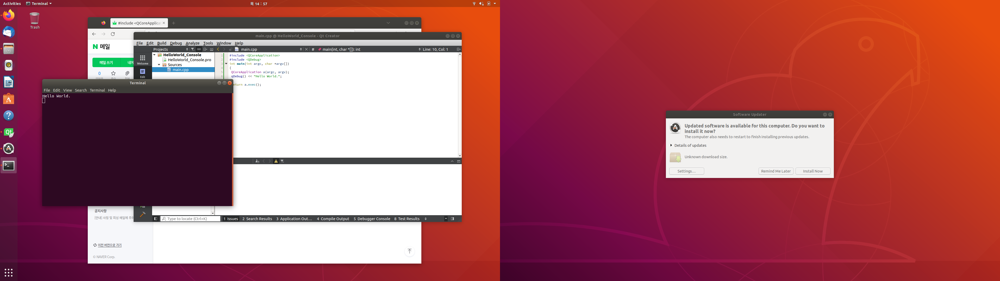 Activities
Terminal
목 14 : 57
Trash
#include <QCoreApplicat
main.cpp @ HelloWorld_Console - Qt Creator
File Edit Build Debug Analyze Tools Window Help
N 메일
Projects
main.cpp
# main(int, char *[]): int
Line: 10, Col: 1
메일 쓰기
내게
0
Welcome
Edit
HelloWorld_Console
HelloWorld_Console.pro
Sources
main.cpp
1 #include <QCoreApplication>
2 #include <QDebug>
3 int main(int argc, char *argv[])
4 {
5 QCoreApplication a(argc, argv);
6 qDebug() << "Hello World.";
turn a.exec();
Terminal
File Edit View Search Terminal Help
Hello World.
공지사항
[안내] 사칭 및 피싱 메일에 주의
Type to locate (Ctrl+K)
1 Issues
2 Search Results
3 Application Out...
4 Compile Output
5 Debugger Console
8 Test Results
이전 버전으로 가기
© NAVER Corp.
Software Updater
Updated software is available for this computer. Do you want to
install it now?
The computer also needs to restart to finish installing previous updates.
Details of updates
Unknown download size.
Settings...
Remind Me Later
Install Now